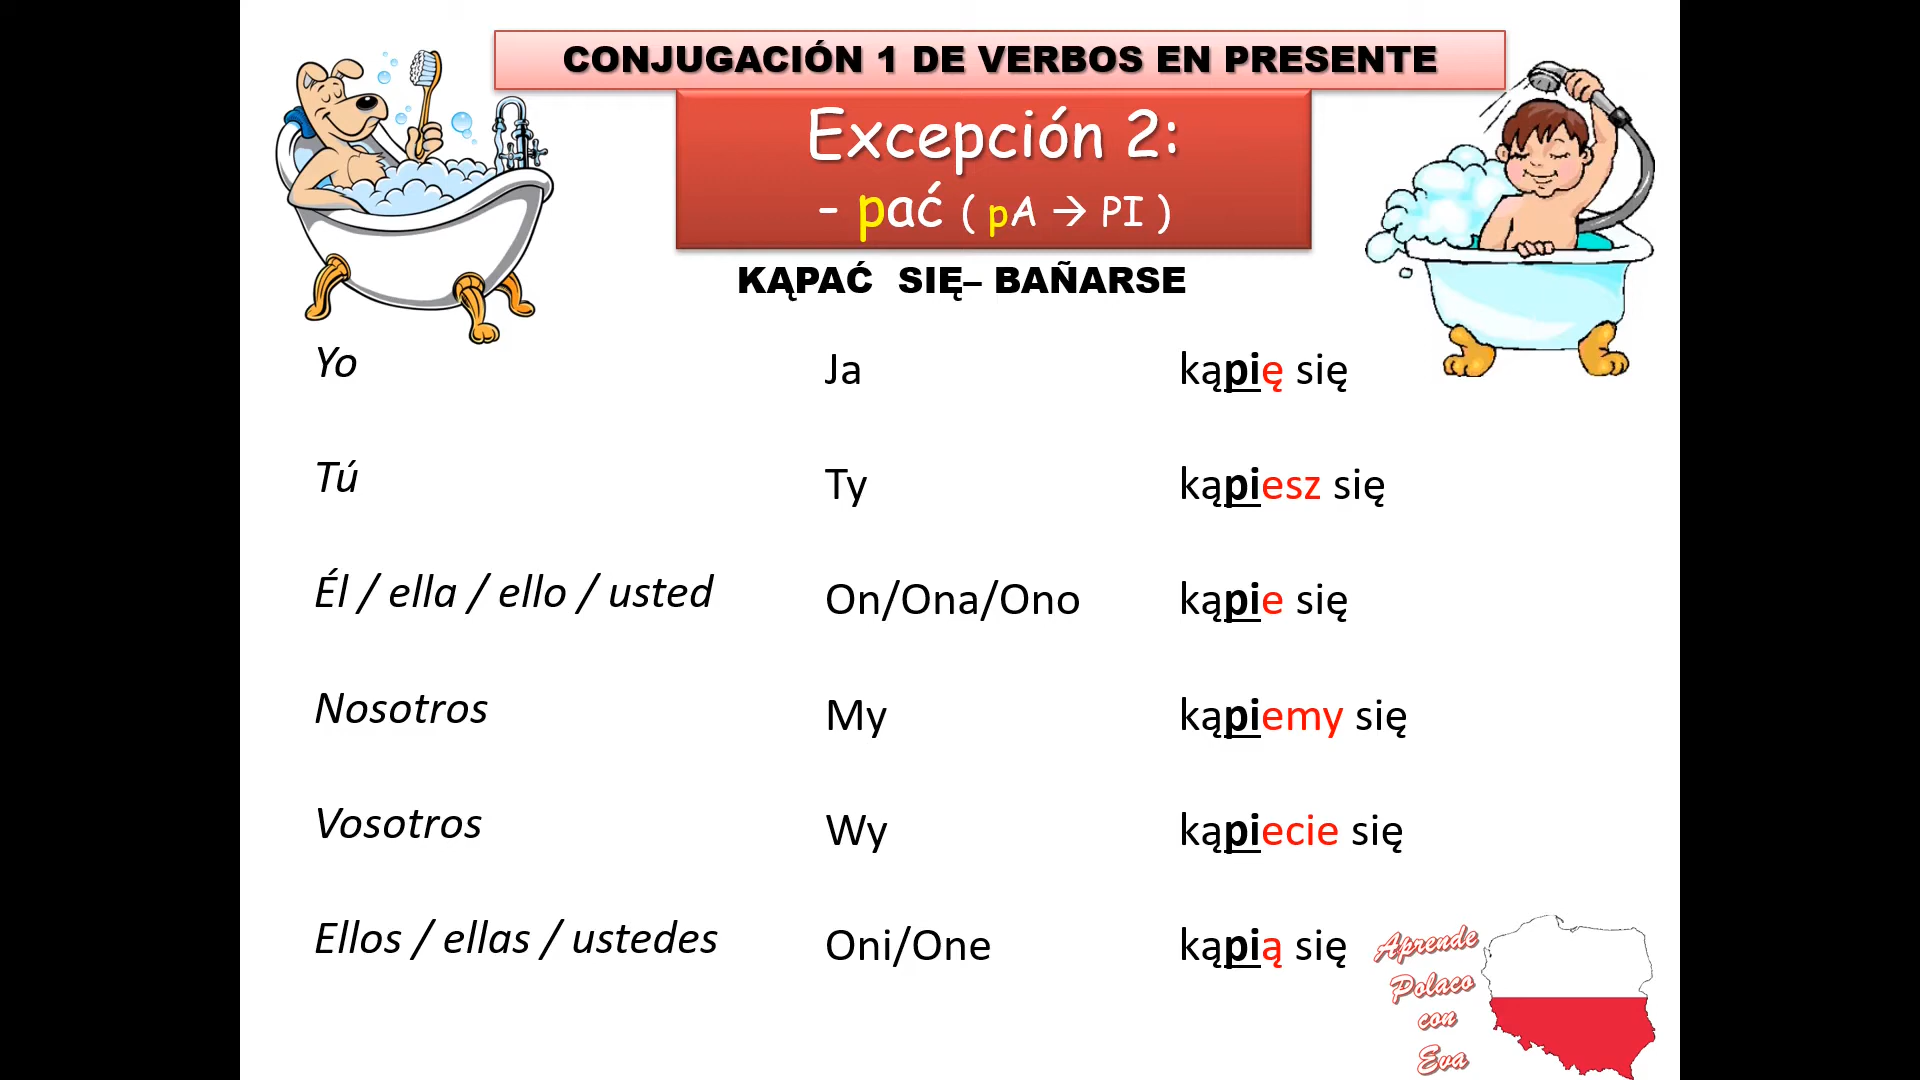 CONJUGACIÓN 1 DE VERBOS EN PRESENTE
Excepción 2:
- pać ( pA → PI )
KĄPAĆ SIĘ– BAÑARSE
Yo Ja kąpię się
Tú Ty kąpiesz się
Él / ella / ello / usted On/Ona/Ono kąpie się
Nosotros My kąpiemy się
Vosotros Wy kąpiecie się
Ellos / ellas / ustedes Oni/One kąpią się
Aprende
Polaco
con
Eva